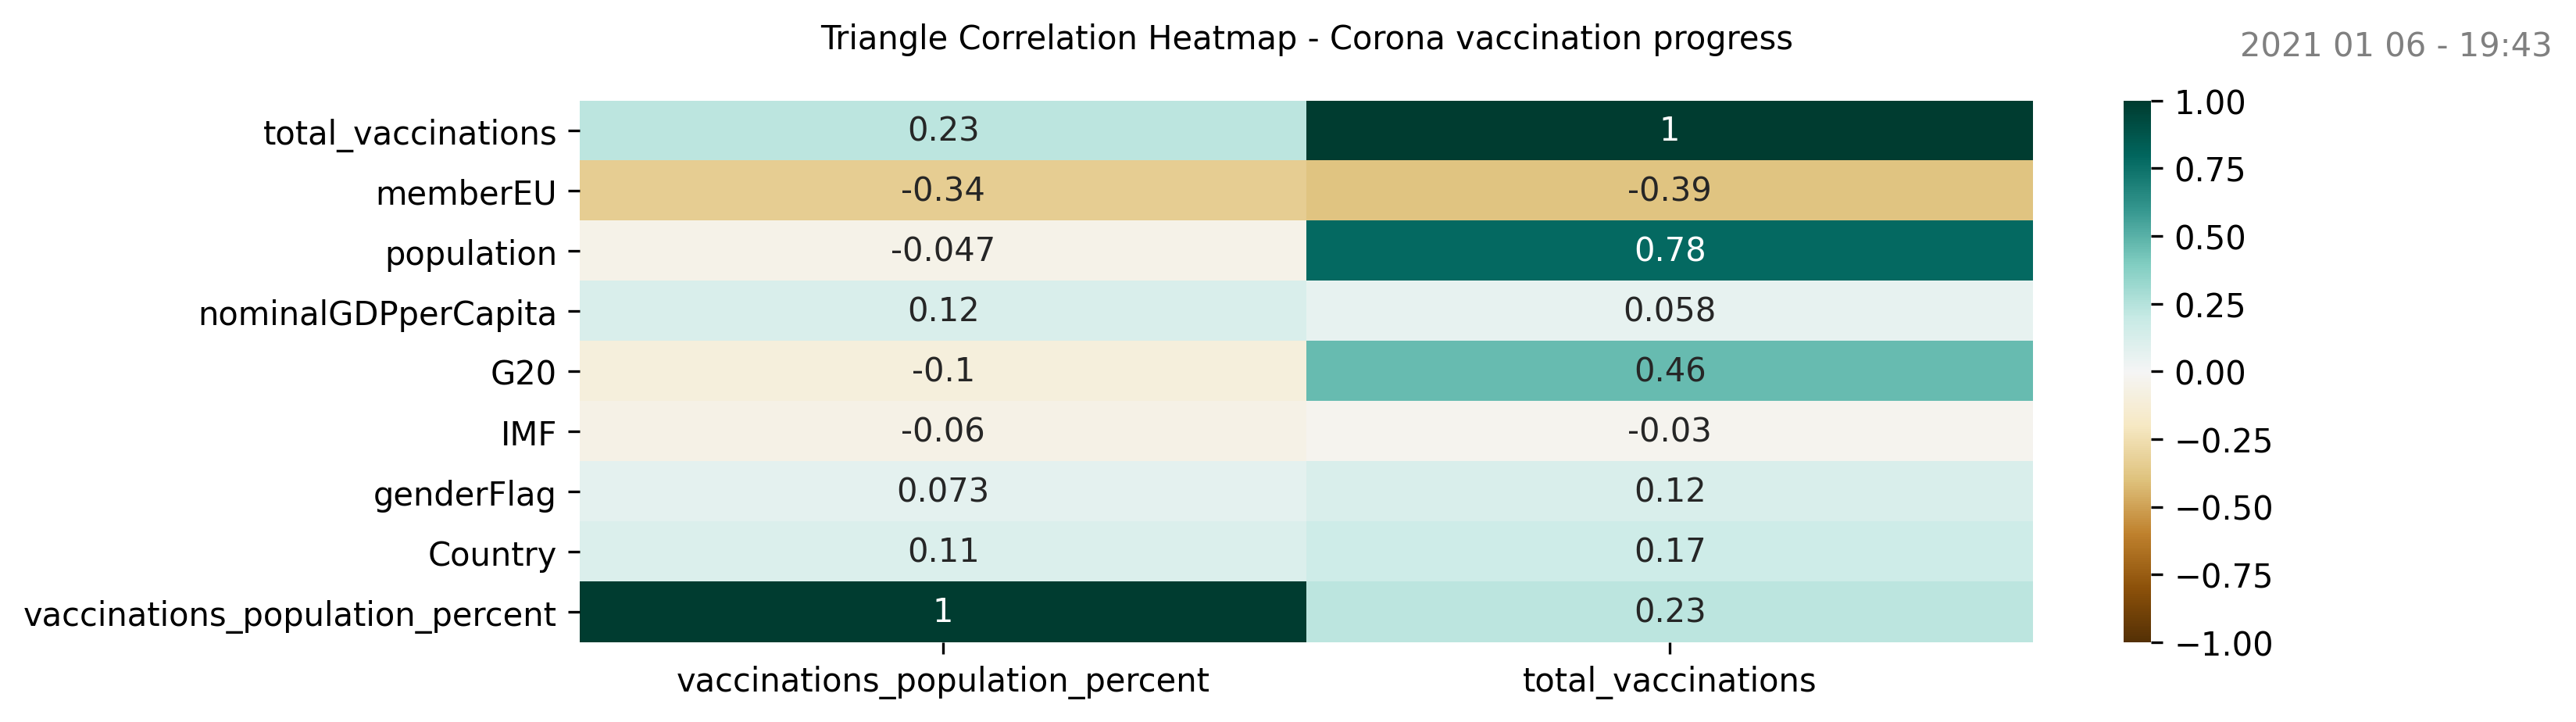 Triangle Correlation Heatmap - Corona vaccination progress
2021 01 06 - 19:43
total_vaccinations 0.23 1
memberEU -0.34 -0.39
population -0.047 0.78
nominalGDPperCapita 0.12 0.058
G20 -0.1 0.46
IMF -0.06 -0.03
genderFlag 0.073 0.12
Country 0.11 0.17
vaccinations_population_percent 1 0.23
vaccinations_population_percent total_vaccinations
1.00
0.75
0.50
0.25
0.00
−0.25
−0.50
−0.75
−1.00